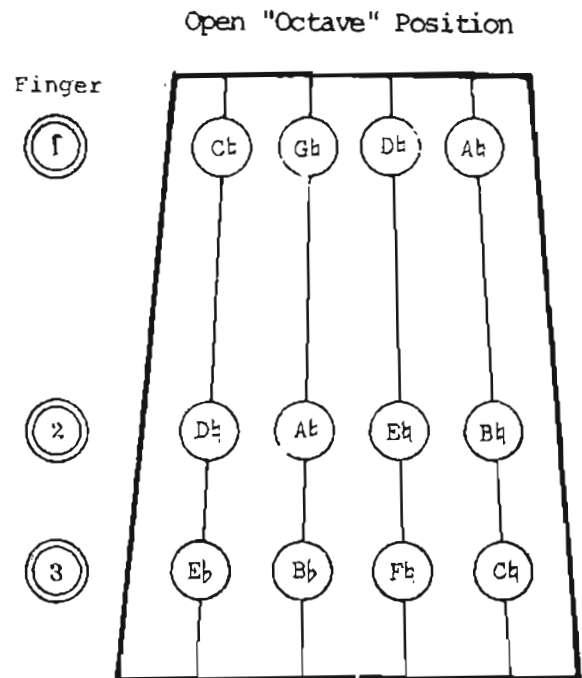 Open "Octave" Position
Finger
1 C♮ G♮ D♮ A♮
2 D♮ A♮ E♮ B♮
3 E♭ B♭ F♮ C♮